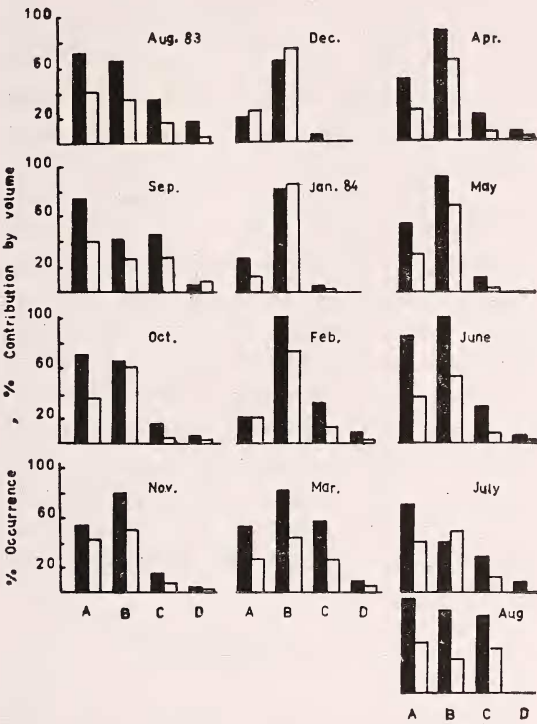 % Occurrence , % Contribution by volume
100
60
20
Aug. 83
Dec.
Apr.
100
60
20
Sep.
Jan. 84
May
100
60
20
Oct.
Feb.
June
100
60
20
Nov.
Mar.
July
A B C D
A B C D
Aug
A B C D